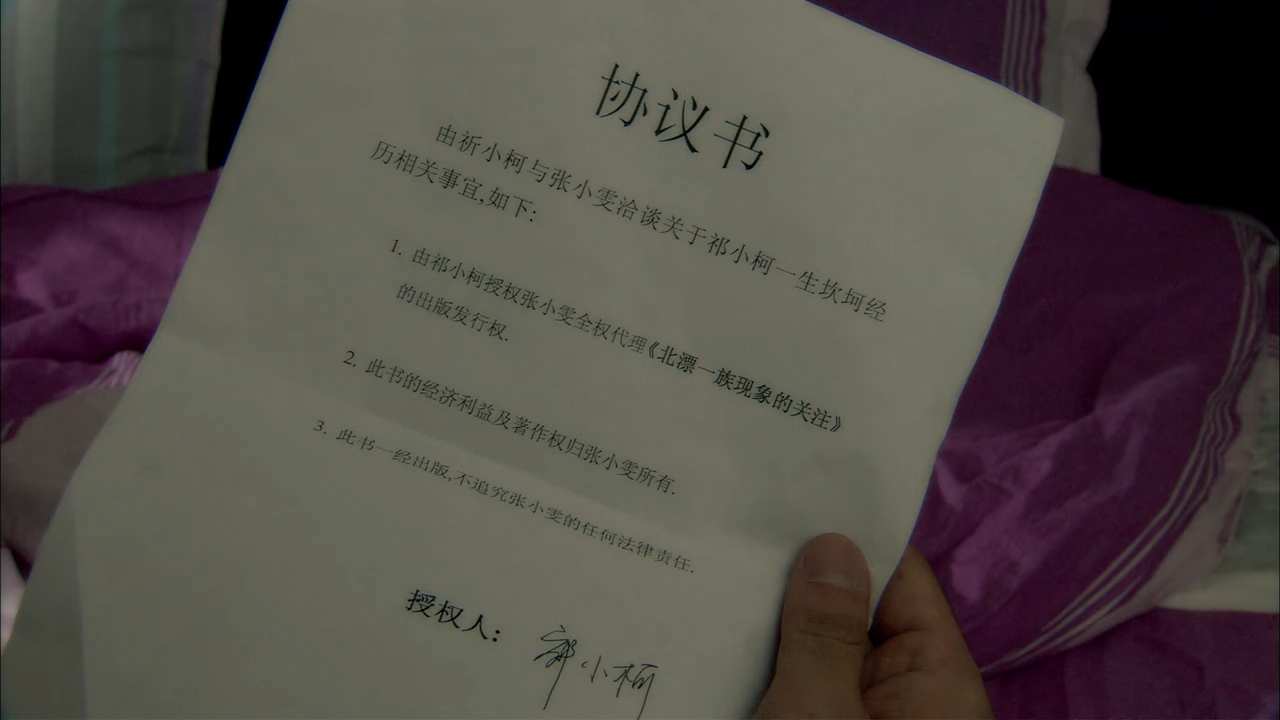 协议书
由祈小柯与张小雯洽谈关于祁小柯一生坎坷经
历相关事宜,如下:
1. 由祁小柯授权张小雯全权代理《北漂一族现象的关注》
的出版发行权.
2. 此书的经济利益及著作权归张小雯所有.
3. 此书一经出版,不追究张小雯的任何法律责任.
授权人: 祁小柯